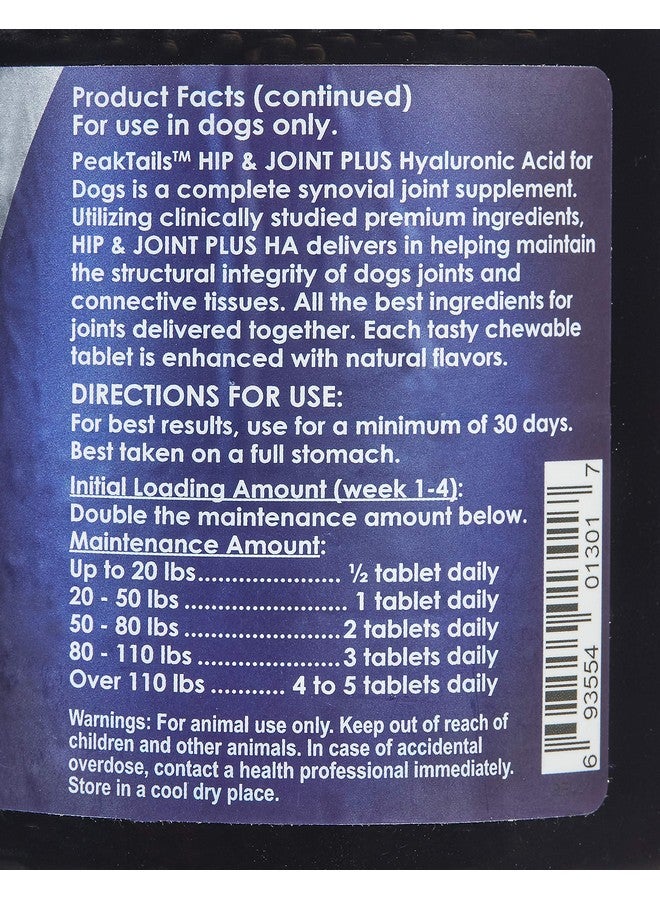 Product Facts (continued)
For use in dogs only.
PeakTails™ HIP & JOINT PLUS Hyaluronic Acid for
Dogs is a complete synovial joint supplement.
Utilizing clinically studied premium ingredients,
HIP & JOINT PLUS HA delivers in helping maintain
the structural integrity of dogs joints and
connective tissues. All the best ingredients for
joints delivered together. Each tasty chewable
tablet is enhanced with natural flavors.
DIRECTIONS FOR USE:
For best results, use for a minimum of 30 days.
Best taken on a full stomach.
Initial Loading Amount (week 1-4):
Double the maintenance amount below.
Maintenance Amount:
Up to 20 lbs...................... ½ tablet daily
20 - 50 lbs ........................ 1 tablet daily
50 - 80 lbs .......................2 tablets daily
80 - 110 lbs .....................3 tablets daily
Over 110 lbs ............ 4 to 5 tablets daily
Warnings: For animal use only. Keep out of reach of
children and other animals. In case of accidental
overdose, contact a health professional immediately.
Store in a cool dry place.
6 93554 01301 7